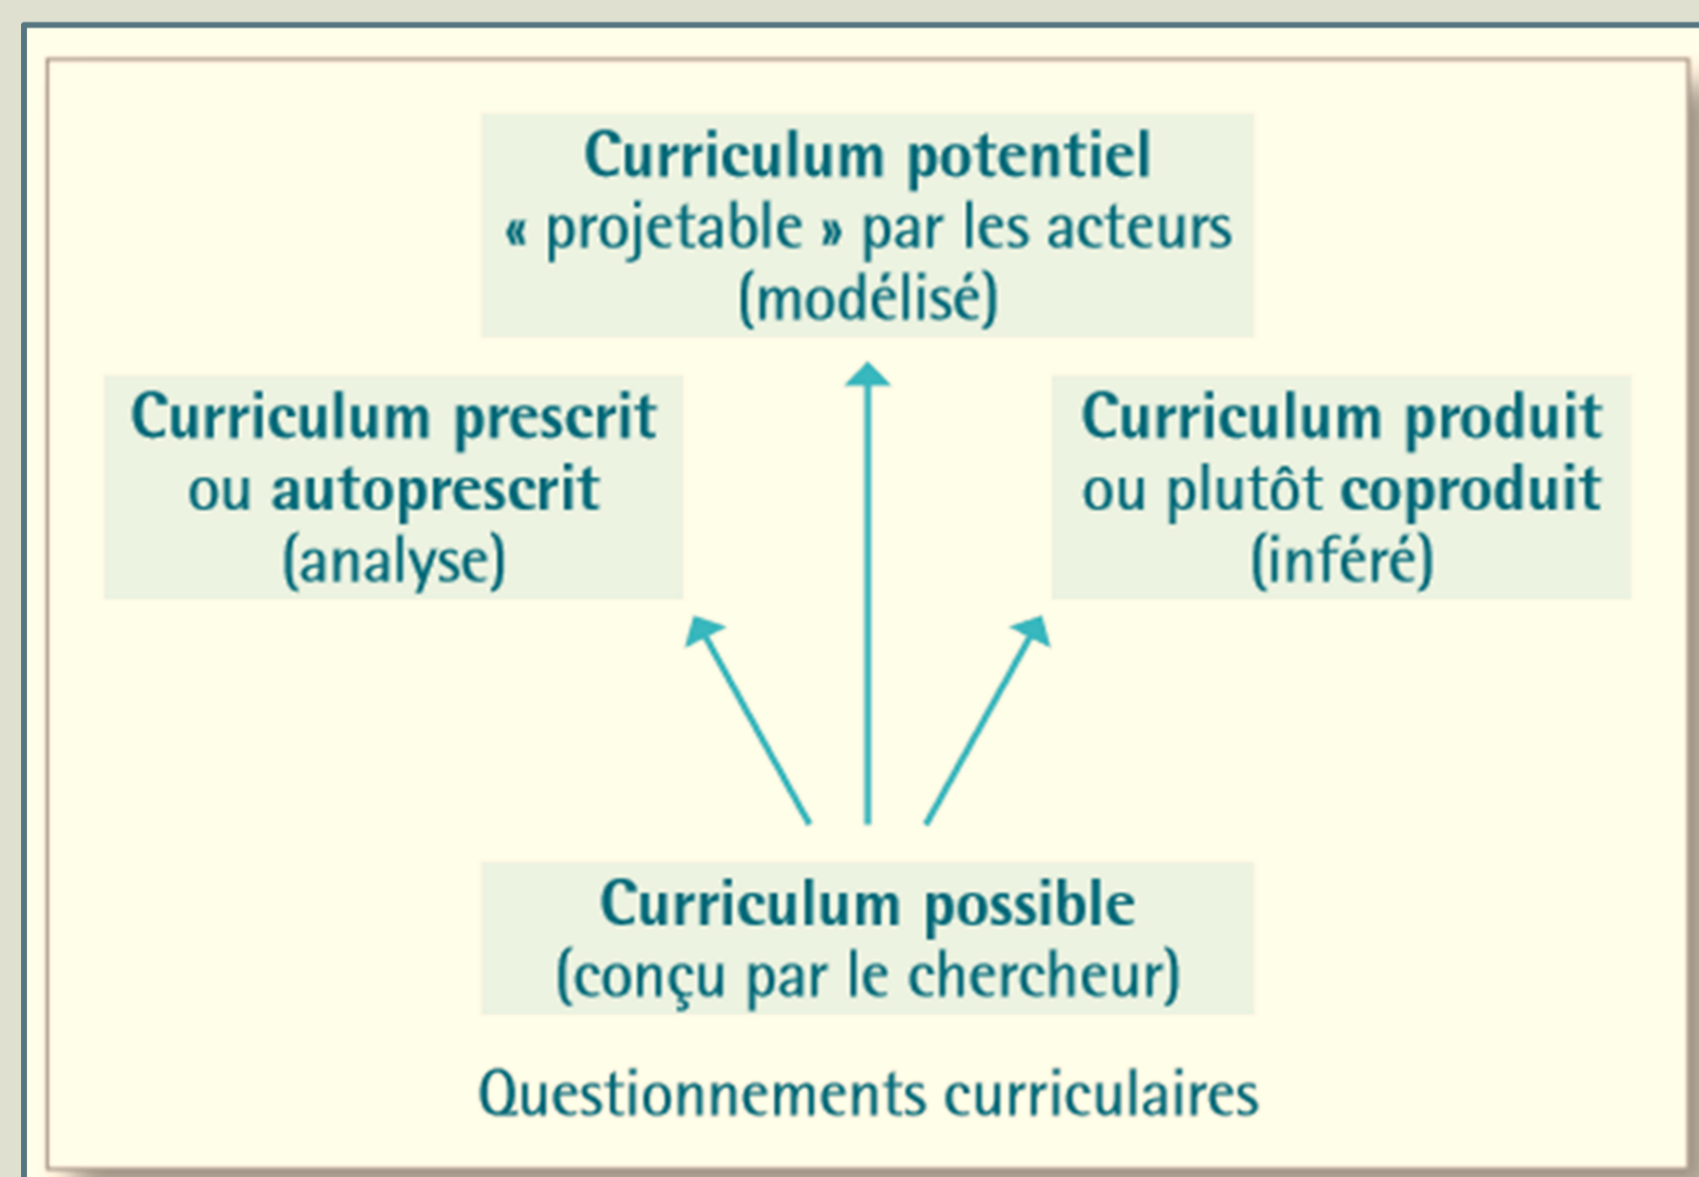 Curriculum potentiel
« projetable » par les acteurs
(modélisé)
Curriculum prescrit
ou autoprescrit
(analyse)
Curriculum produit
ou plutôt coproduit
(inféré)
Curriculum possible
(conçu par le chercheur)
Questionnements curriculaires